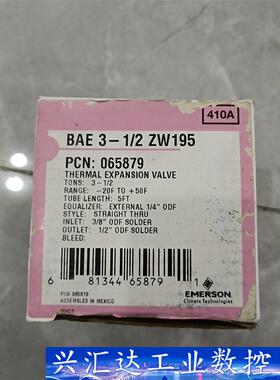 410A
BAE 3-1/2 ZW195
PCN: 065879
THERMAL EXPANSION VALVE
TONS: 3-1/2
RANGE: -20F TO +50F
TUBE LENGTH: 5FT
EQUALIZER: EXTERNAL 1/4" ODF
STYLE: STRAIGHT THRU
INLET: 3/8" ODF SOLDER
OUTLET: 1/2" ODF SOLDER
BLEED:
6 81344 65879 1
EMERSON
Climate Technologies
PCN 065879
ASSEMBLED IN MEXICO
兴汇达工业数控